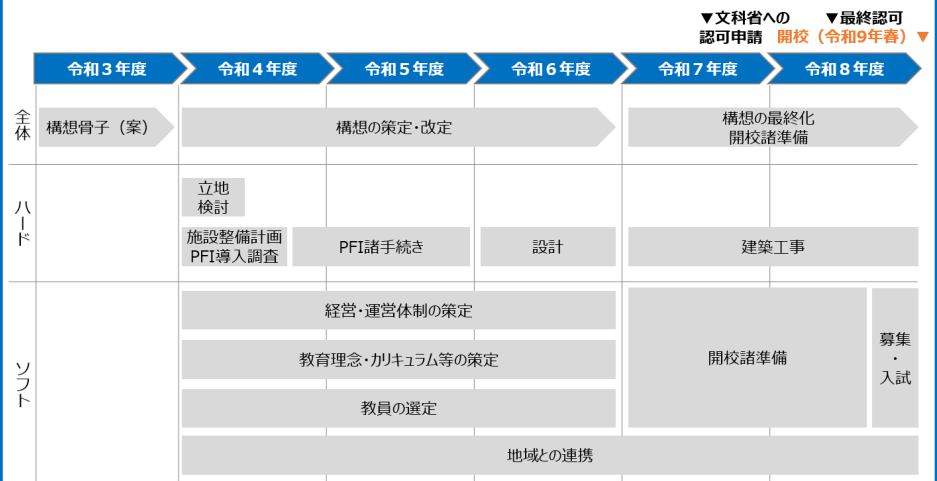 ▼文科省への ▼最終認可
認可申請 開校（令和9年春）▼
令和３年度 令和４年度 令和５年度 令和６年度 令和７年度 令和８年度
全体
構想骨子（案）
構想の策定・改定
構想の最終化
開校諸準備
ハード
立地
検討
施設整備計画
PFI導入調査
PFI諸手続き
設計
建築工事
ソフト
経営・運営体制の策定
教育理念・カリキュラム等の策定
教員の選定
開校諸準備
募集
・
入試
地域との連携